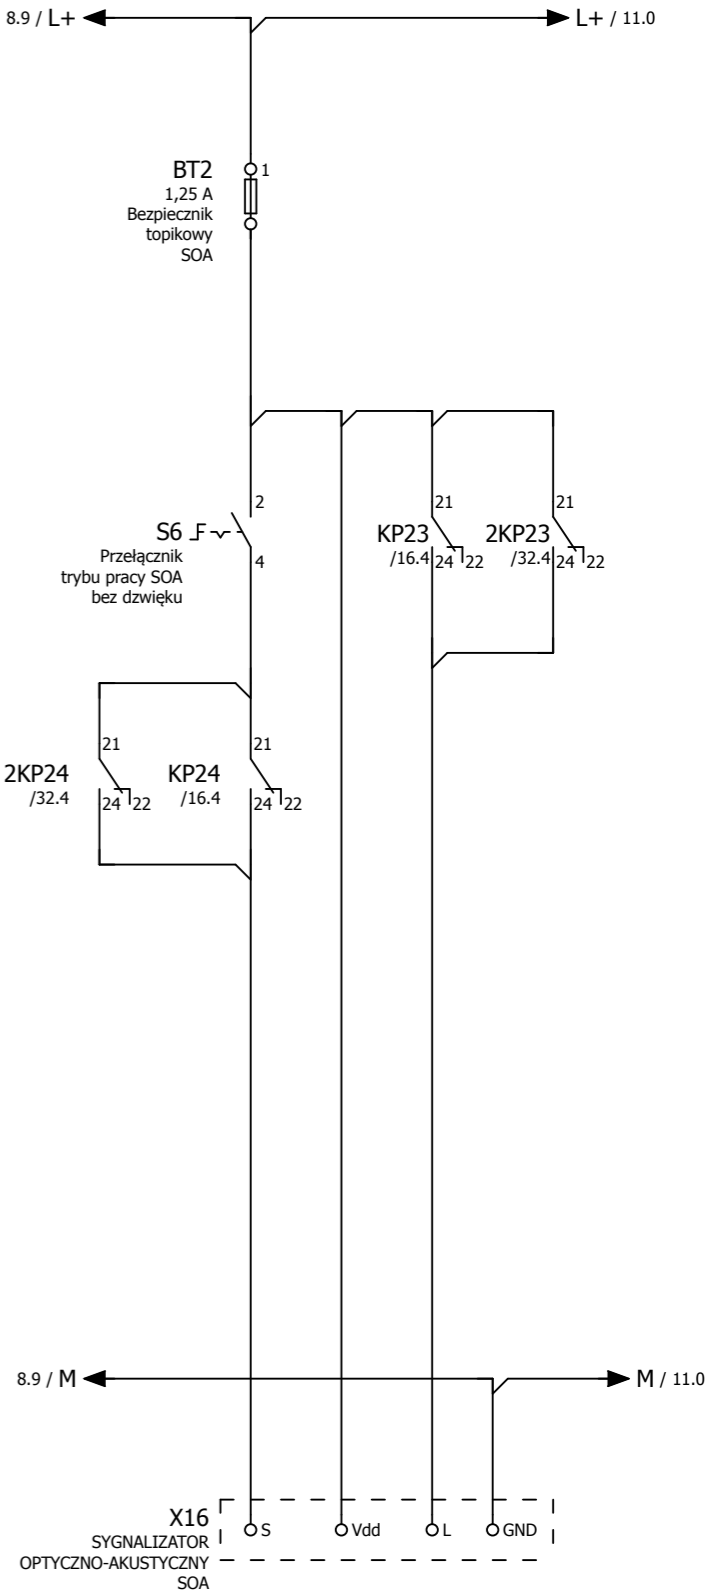 8.9 / L+
L+ / 11.0
BT2
1
1,25 A
Bezpiecznik
topikowy
SOA
2
21
21
S6
KP23
2KP23
Przełącznik
/16.4
24
22
/32.4
24
22
4
trybu pracy SOA
bez dzwięku
21
21
2KP24
KP24
/32.4
24
22
/16.4
24
22
8.9 / M
M / 11.0
X16
S
Vdd
L
GND
SYGNALIZATOR
OPTYCZNO-AKUSTYCZNY
SOA